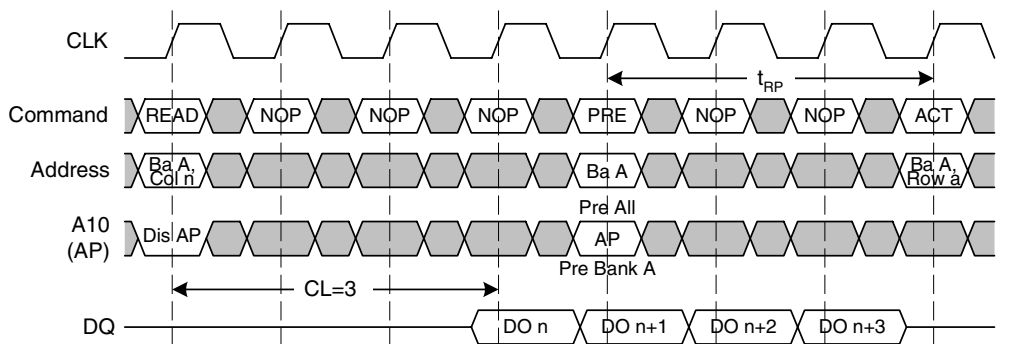 CLK
t_RP
Command READ NOP NOP NOP PRE NOP NOP ACT
Address Ba A, Col n Ba A Ba A, Row a
Pre All
A10 (AP) Dis AP AP
Pre Bank A
CL=3
DQ DO n DO n+1 DO n+2 DO n+3